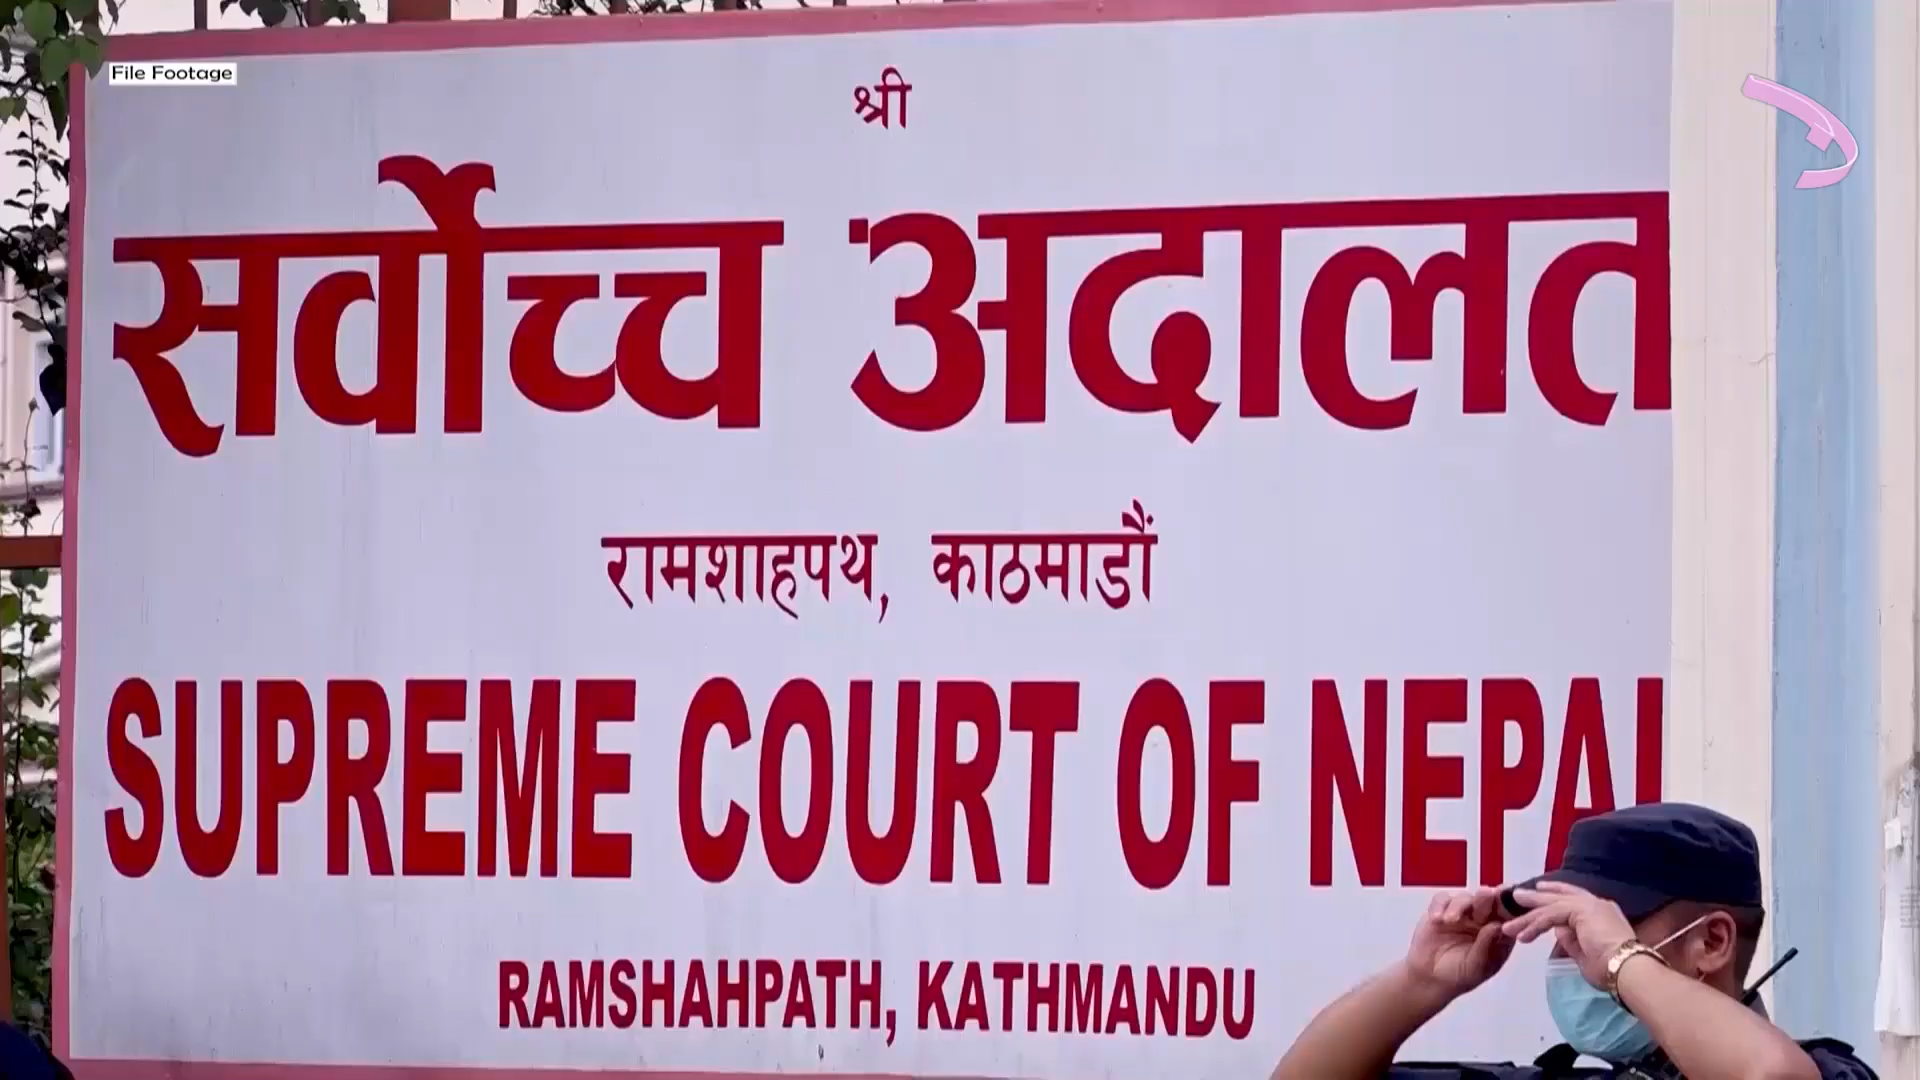 File Footage
श्री
सर्वोच्च अदालत
रामशाहपथ, काठमाडौं
SUPREME COURT OF NEPAL
RAMSHAHPATH, KATHMANDU